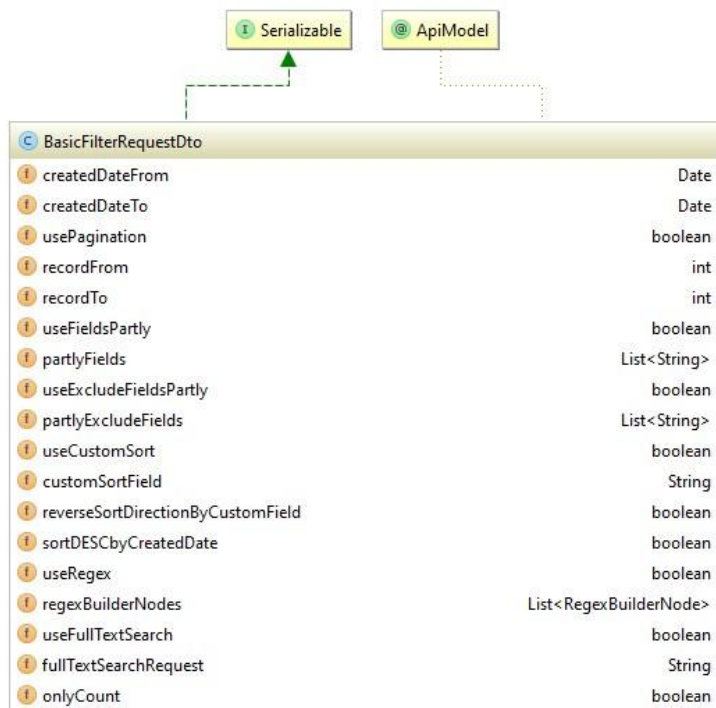 I Serializable @ ApiModel
C BasicFilterRequestDto
f createdDateFrom Date
f createdDateTo Date
f usePagination boolean
f recordFrom int
f recordTo int
f useFieldsPartly boolean
f partlyFields List<String>
f useExcludeFieldsPartly boolean
f partlyExcludeFields List<String>
f useCustomSort boolean
f customSortField String
f reverseSortDirectionByCustomField boolean
f sortDESCbyCreatedDate boolean
f useRegex boolean
f regexBuilderNodes List<RegexBuilderNode>
f useFullTextSearch boolean
f fullTextSearchRequest String
f onlyCount boolean